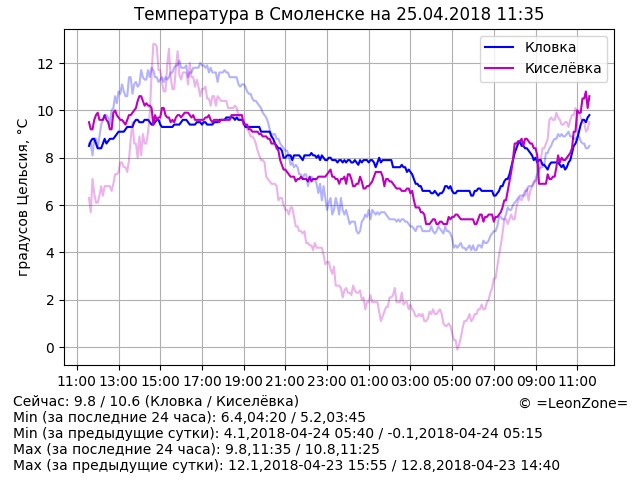 Температура в Смоленске на 25.04.2018 11:35
Кловка
Киселёвка
градусов Цельсия, °C
12
10
8
6
4
2
0
11:00 13:00 15:00 17:00 19:00 21:00 23:00 01:00 03:00 05:00 07:00 09:00 11:00
Сейчас: 9.8 / 10.6 (Кловка / Киселёвка)
© =LeonZone=
Min (за последние 24 часа): 6.4,04:20 / 5.2,03:45
Min (за предыдущие сутки): 4.1,2018-04-24 05:40 / -0.1,2018-04-24 05:15
Max (за последние 24 часа): 9.8,11:35 / 10.8,11:25
Max (за предыдущие сутки): 12.1,2018-04-23 15:55 / 12.8,2018-04-23 14:40